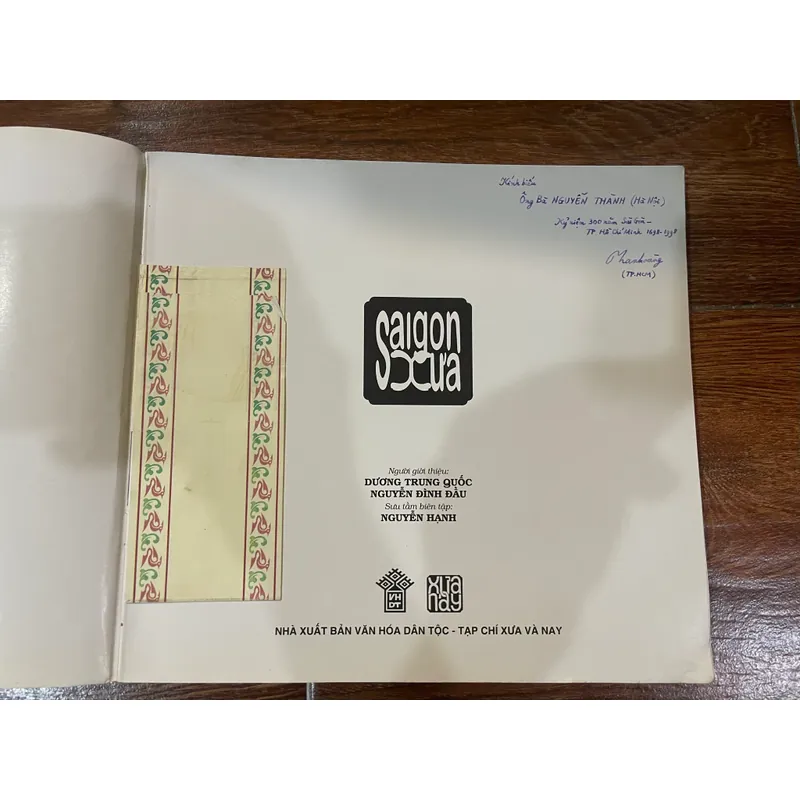 Kính biếu
Ông Bà NGUYỄN THÀNH (Hà Nội)
Kỷ niệm 300 năm Sài Gòn -
TP. Hồ Chí Minh 1698-1998
(TP.HCM)
Saigon
Xưa
Người giới thiệu:
DƯƠNG TRUNG QUỐC
NGUYỄN ĐÌNH ĐẦU
Sưu tầm biên tập:
NGUYỄN HẠNH
VH
DT
XƯA
NAY
NHÀ XUẤT BẢN VĂN HÓA DÂN TỘC - TẠP CHÍ XƯA VÀ NAY